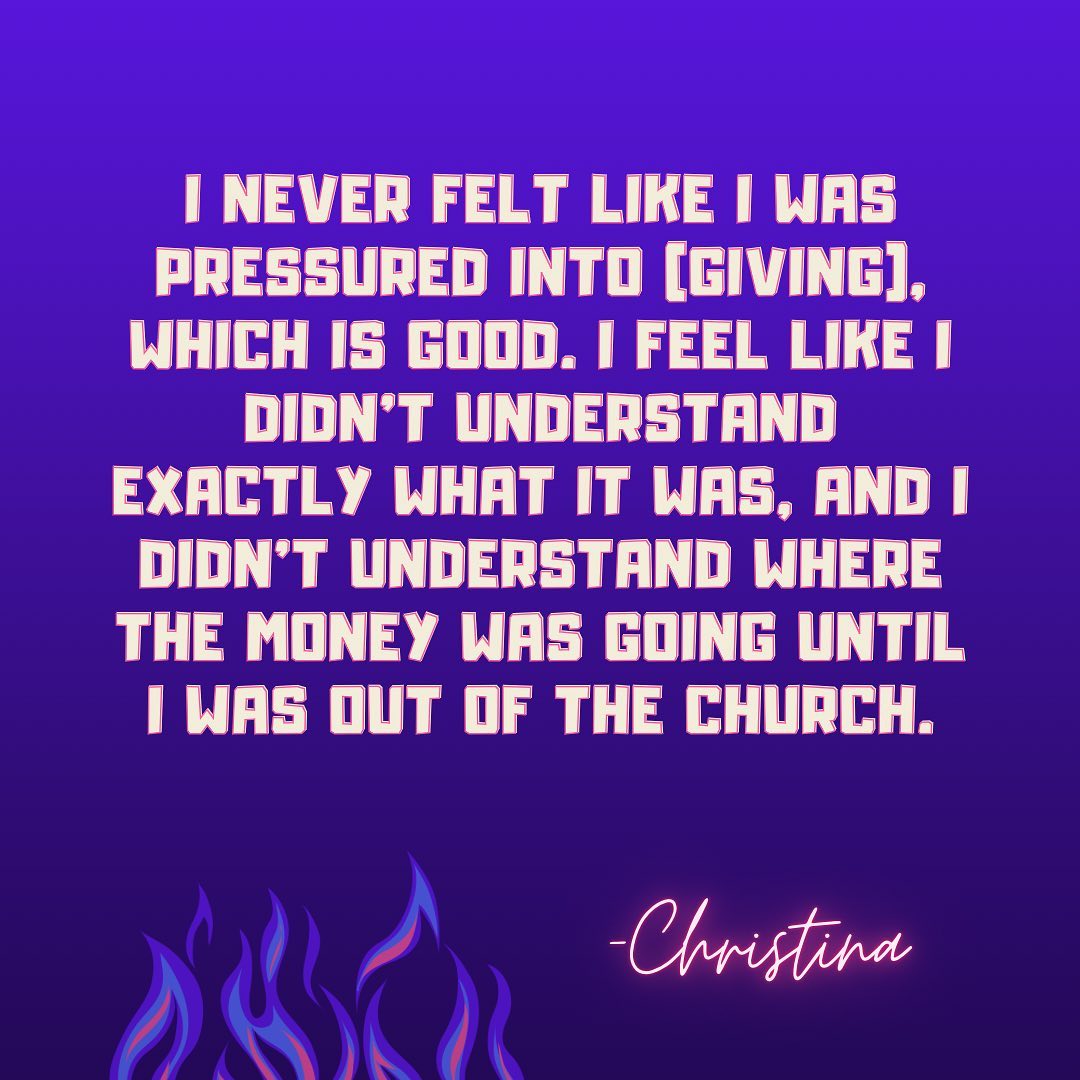 I NEVER FELT LIKE I WAS
PRESSURED INTO [GIVING],
WHICH IS GOOD. I FEEL LIKE I
DIDN'T UNDERSTAND
EXACTLY WHAT IT WAS, AND I
DIDN'T UNDERSTAND WHERE
THE MONEY WAS GOING UNTIL
I WAS OUT OF THE CHURCH.
-Christina